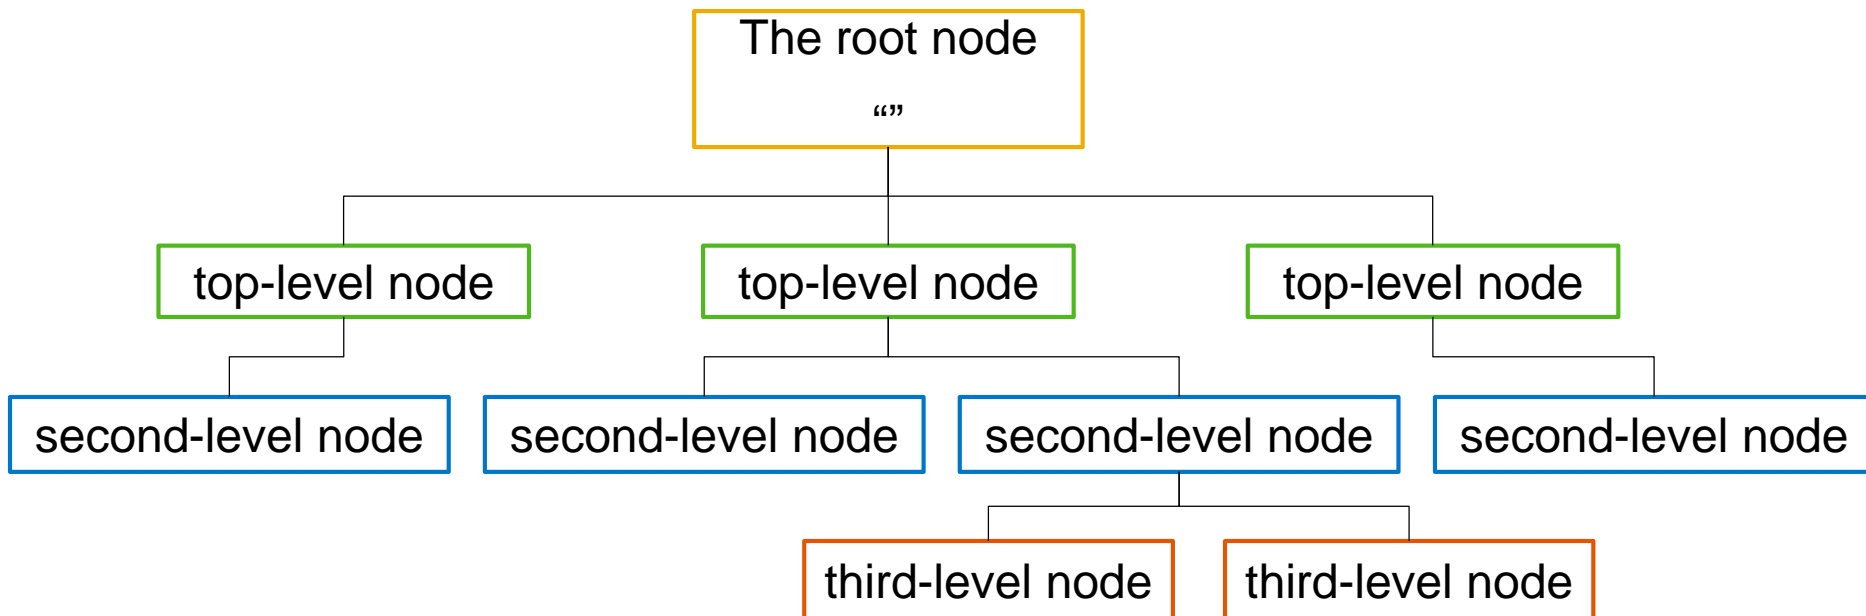 The root node
“”
top-level node
top-level node
top-level node
second-level node
second-level node
second-level node
second-level node
third-level node
third-level node